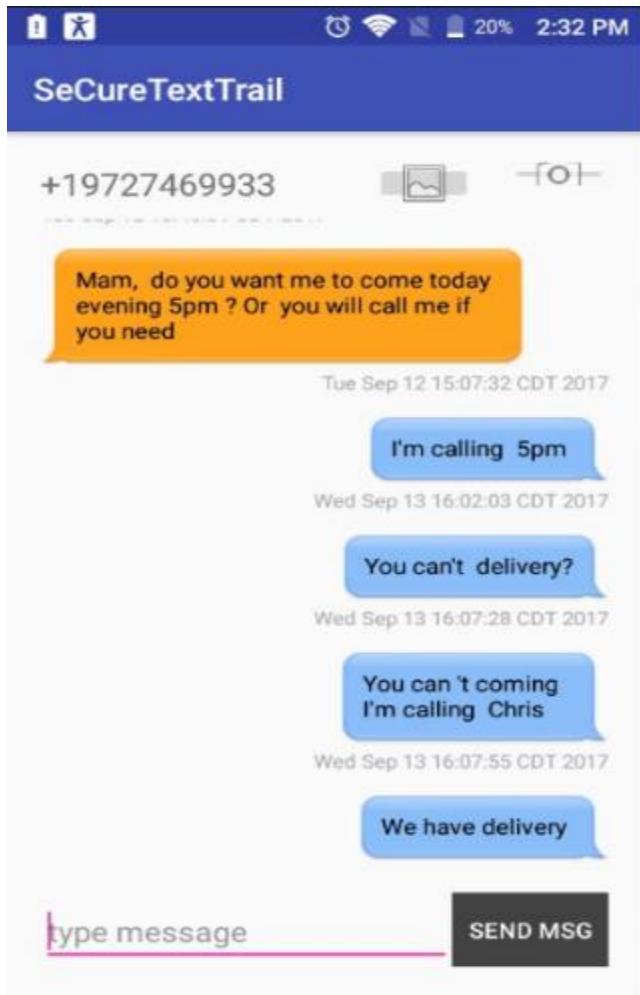 20% 2:32 PM
SeCureTextTrail
+19727469933
Mam, do you want me to come today
evening 5pm ? Or you will call me if
you need
Tue Sep 12 15:07:32 CDT 2017
I'm calling 5pm
Wed Sep 13 16:02:03 CDT 2017
You can't delivery?
Wed Sep 13 16:07:28 CDT 2017
You can 't coming
I'm calling Chris
Wed Sep 13 16:07:55 CDT 2017
We have delivery
type message
SEND MSG